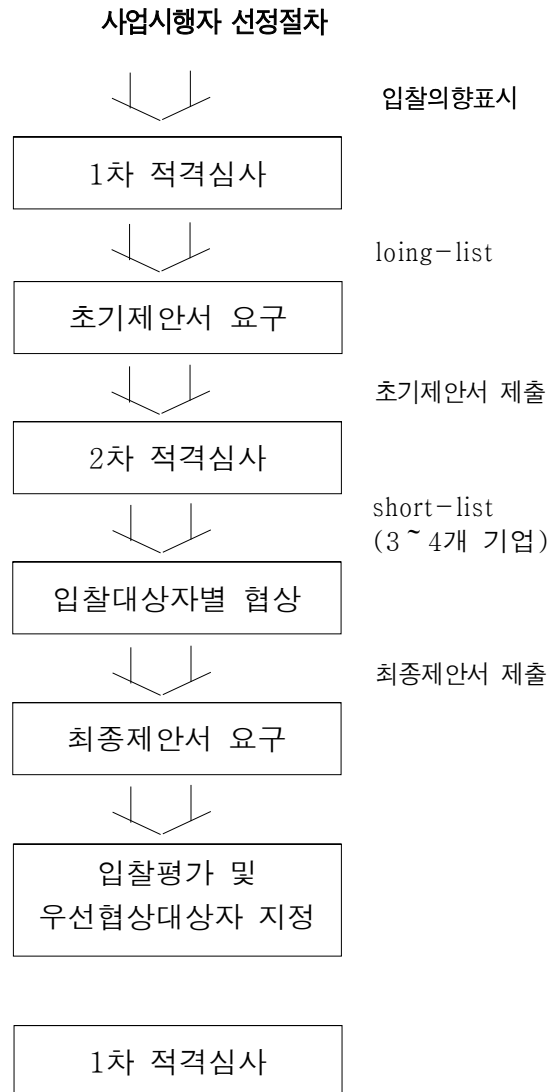 사업시행자 선정절차
입찰의향표시
1차 적격심사
loing-list
초기제안서 요구
초기제안서 제출
2차 적격심사
short-list
(3~4개 기업)
입찰대상자별 협상
최종제안서 제출
최종제안서 요구
입찰평가 및
우선협상대상자 지정
1차 적격심사